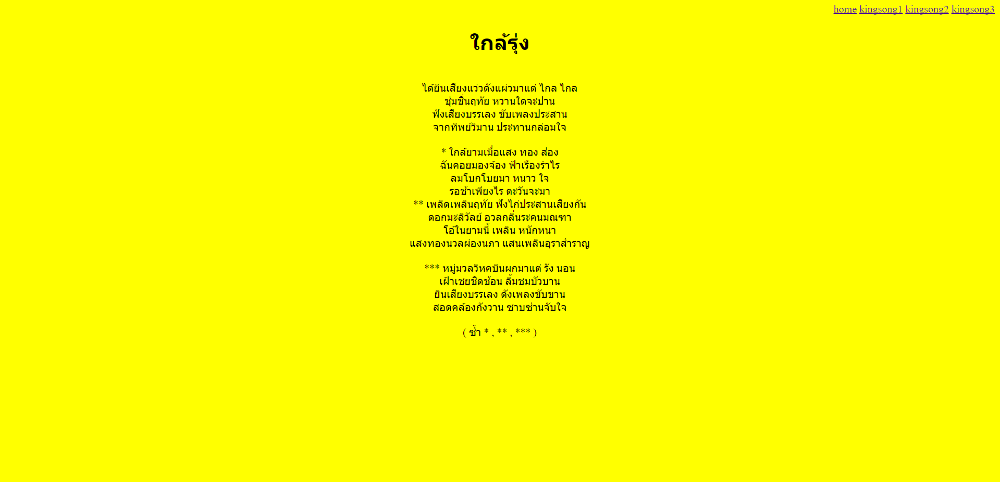 home kingsong1 kingsong2 kingsong3
ใกล้รุ่ง
ได้ยินเสียงแว่วดังแผ่วมาแต่ ไกล ไกล
ชุ่มชื่นฤทัย หวานใดจะปาน
ฟังเสียงบรรเลง ขับเพลงประสาน
จากทิพย์วิมาน ประทานกล่อมใจ
* ใกล้ยามเมื่อแสง ทอง ส่อง
ฉันคอยมองจ้อง ฟ้าเรืองรำไร
ลมโบกโบยมา หนาว ใจ
รอช้าเพียงไร ตะวันจะมา
** เพลิดเพลินฤทัย ฟังไก่ประสานเสียงกัน
ดอกมะลิวัลย์ อวลกลิ่นระคนมณฑา
โอ้ในยามนี้ เพลิน หนักหนา
แสงทองนวลผ่องนภา แสนเพลินอุราสำราญ
*** หมู่มวลวิหคบินผกมาแต่ รัง นอน
เฝ้าเชยชิดช้อน ลิ้มชมบัวบาน
ยินเสียงบรรเลง ดังเพลงขับขาน
สอดคล้องกังวาน ซาบซ่านจับใจ
( ซ้ำ * , ** , *** )